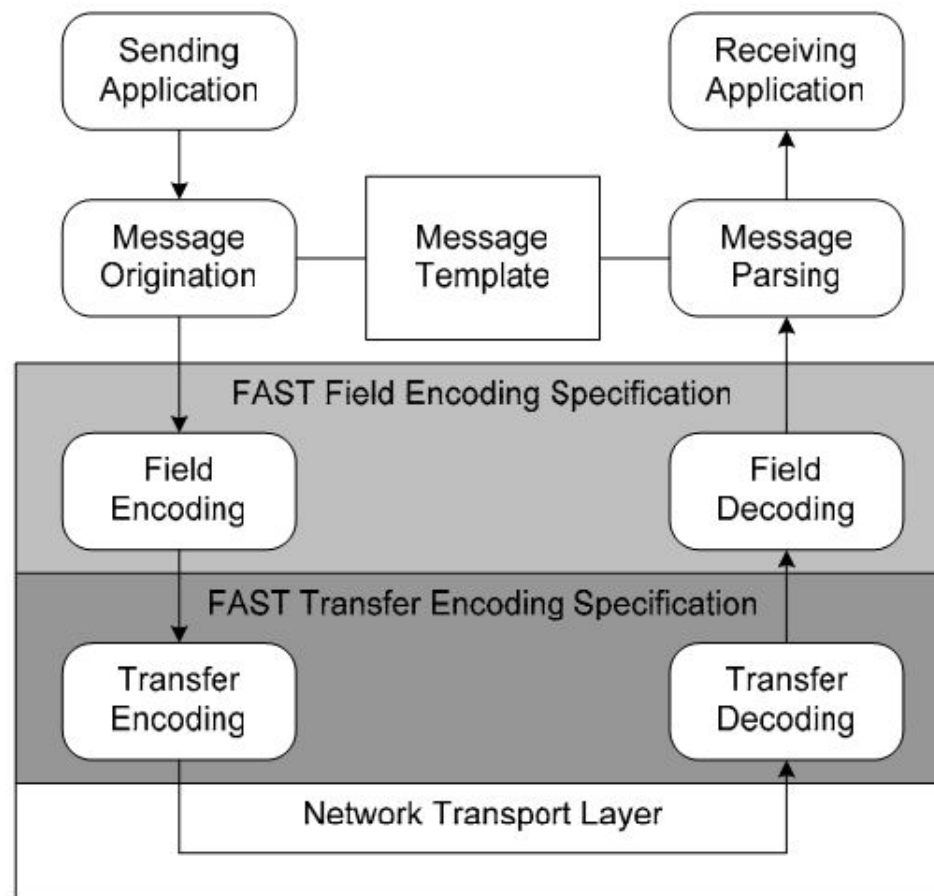 Sending
Application
Receiving
Application
Message
Origination
Message
Template
Message
Parsing
FAST Field Encoding Specification
Field
Encoding
Field
Decoding
FAST Transfer Encoding Specification
Transfer
Encoding
Transfer
Decoding
Network Transport Layer